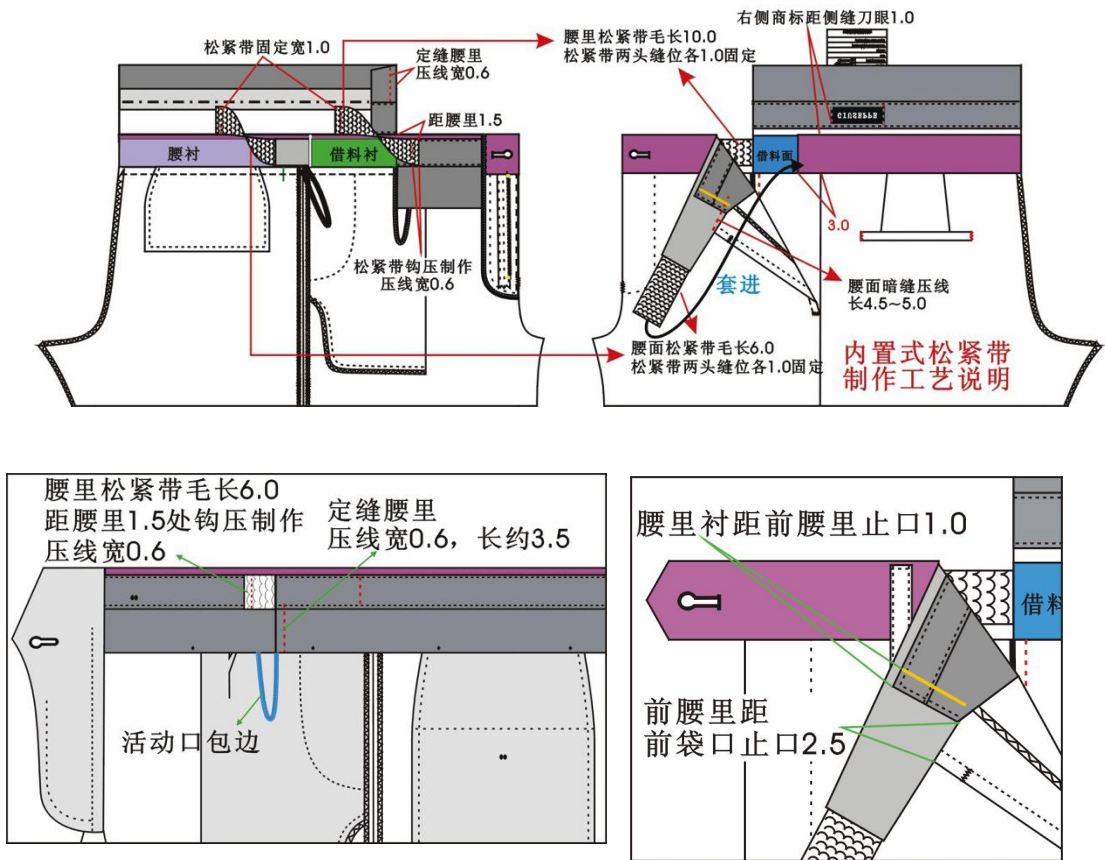 松紧带固定宽1.0
定缝腰里
压线宽0.6
腰里松紧带毛长10.0
松紧带两头缝位各1.0固定
右侧商标距侧缝刀眼1.0
距腰里1.5
腰衬
借料衬
借料面
3.0
松紧带钩压制作
压线宽0.6
套进
腰面暗缝压线
长4.5~5.0
腰面松紧带毛长6.0
松紧带两头缝位各1.0固定
内置式松紧带
制作工艺说明
腰里松紧带毛长6.0
距腰里1.5处钩压制作
压线宽0.6
定缝腰里
压线宽0.6，长约3.5
活动口包边
腰里衬距前腰里止口1.0
借料
前腰里距
前袋口止口2.5